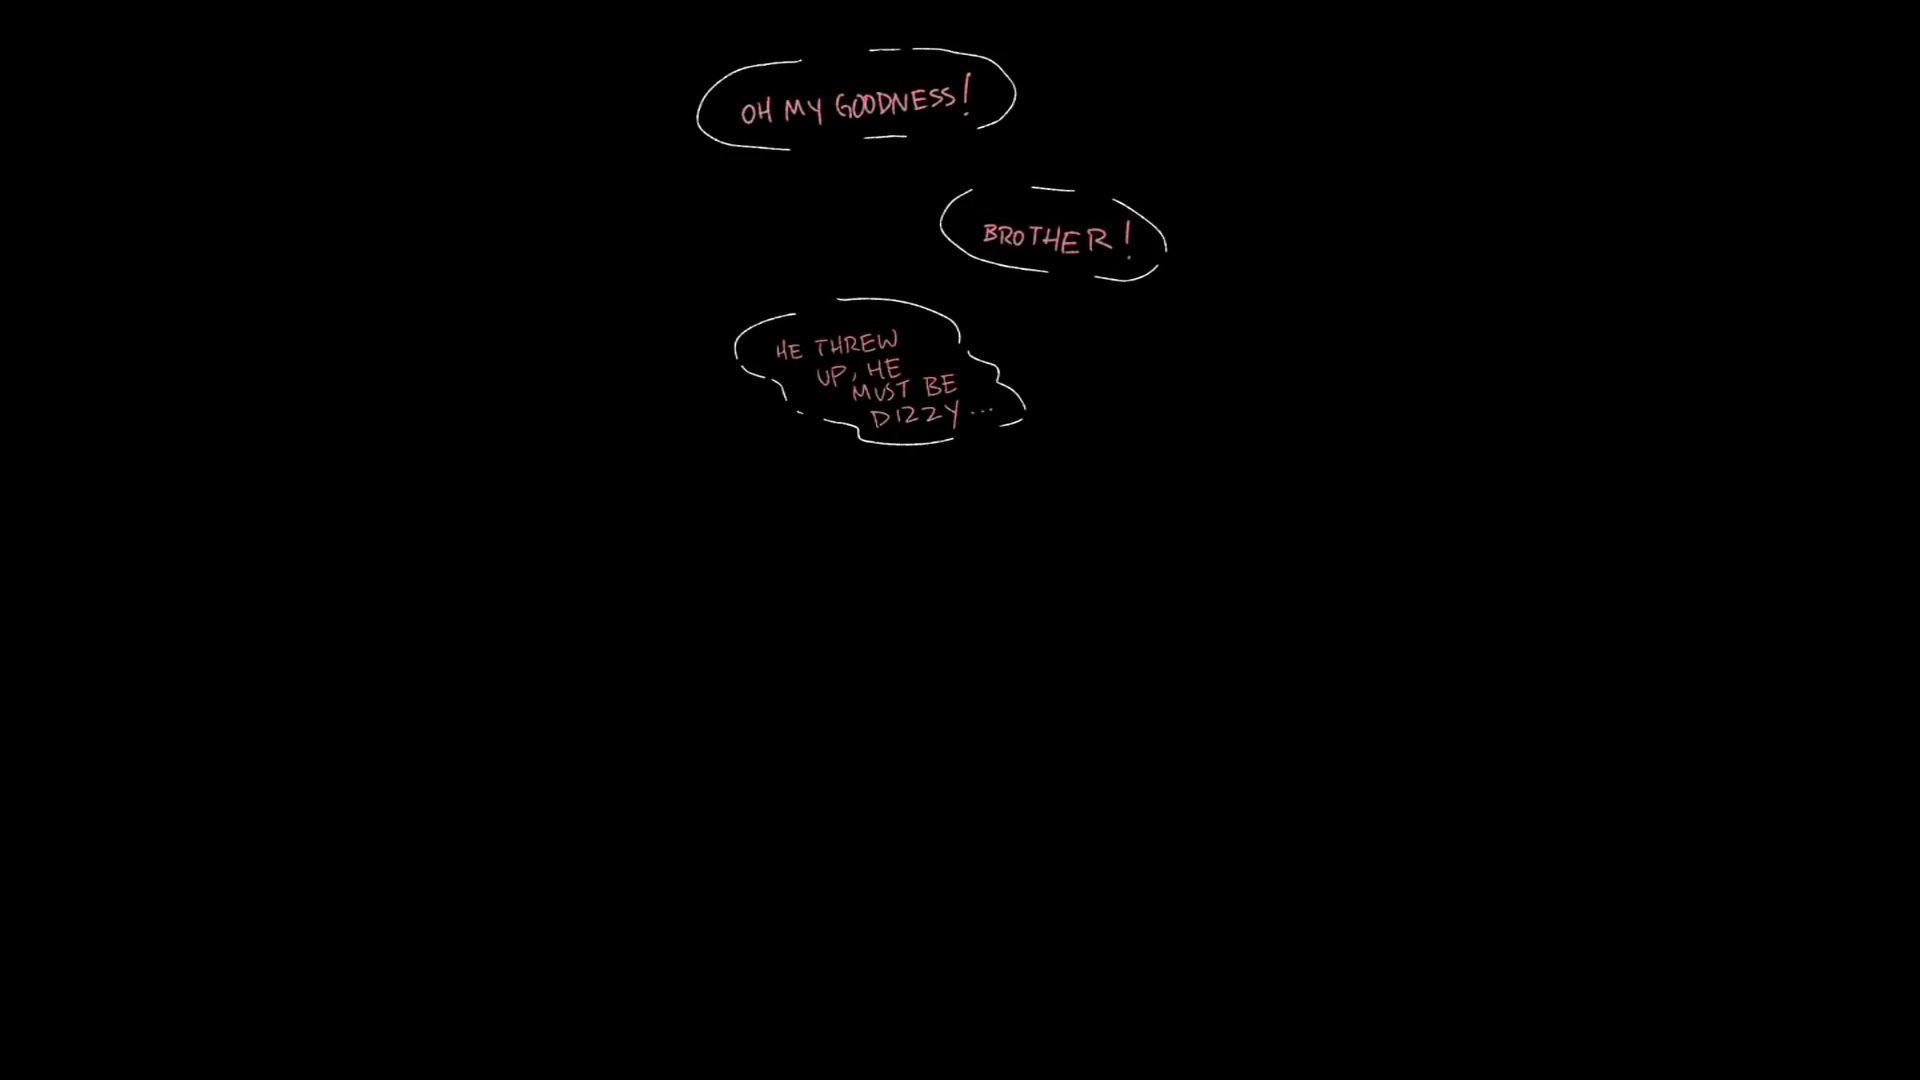 OH MY GOODNESS!
BROTHER!
HE THREW
UP, HE
MUST BE
DIZZY...